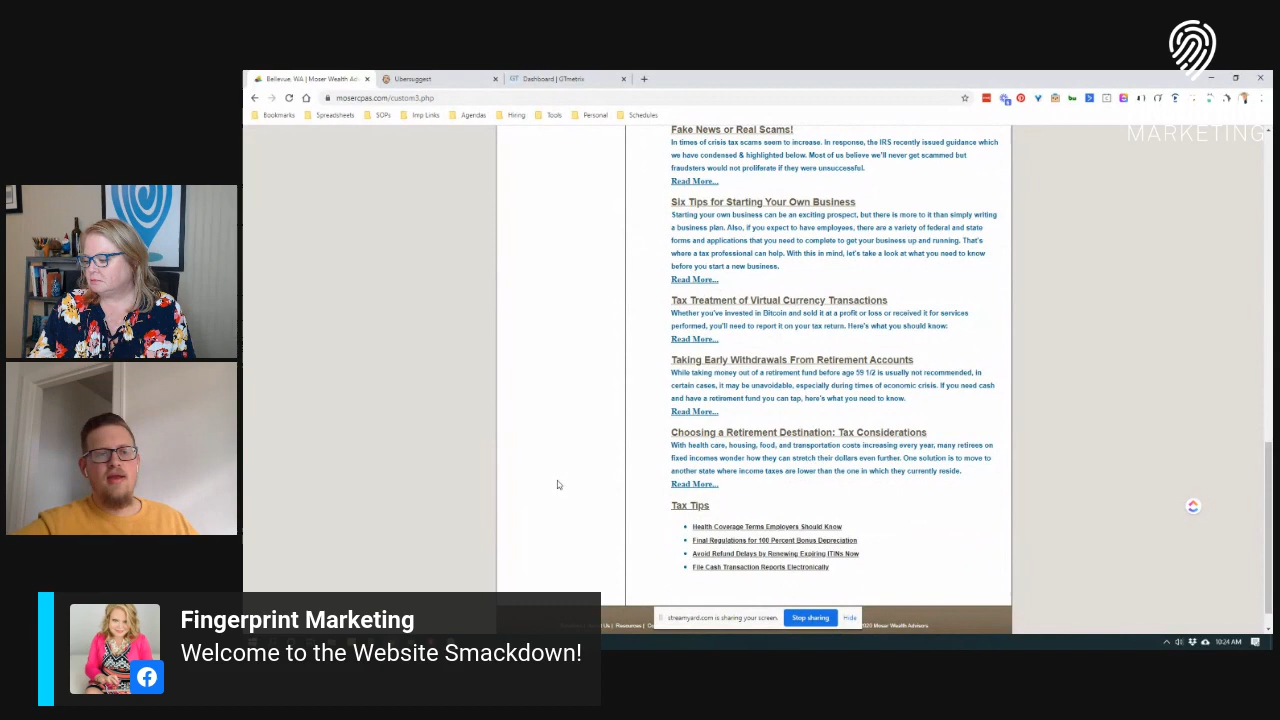 MARKETING
Bellevue, WA | Moser Wealth Ad
Ubersuggest
Dashboard | GTmetrix
mosercpas.com/custom3.php
Bookmarks
Spreadsheets
SOPs
Imp Links
Agendas
Hiring
Tools
Personal
Schedules
Fake News or Real Scams!
In times of crisis tax scams seem to increase. In response, the IRS recently issued guidance which
we have condensed & highlighted below. Most of us believe we'll never get scammed but
fraudsters would not proliferate if they were unsuccessful.
Read More...
Six Tips for Starting Your Own Business
Starting your own business can be an exciting prospect, but there is more to it than simply writing
a business plan. Also, if you expect to have employees, there are a variety of federal and state
forms and applications that you need to complete to get your business up and running. That's
where a tax professional can help. With this in mind, let's take a look at what you need to know
before you start a new business.
Read More...
Tax Treatment of Virtual Currency Transactions
Whether you've invested in Bitcoin and sold it at a profit or loss or received it for services
performed, you'll need to report it on your tax return. Here's what you should know:
Read More...
Taking Early Withdrawals From Retirement Accounts
While taking money out of a retirement fund before age 59 1/2 is usually not recommended, in
certain cases, it may be unavoidable, especially during times of economic crisis. If you need cash
and have a retirement fund you can tap, here's what you need to know.
Read More...
Choosing a Retirement Destination: Tax Considerations
With health care, housing, food, and transportation costs increasing every year, many retirees on
fixed incomes wonder how they can stretch their dollars even further. One solution is to move to
another state where income taxes are lower than the one in which they currently reside.
Read More...
Tax Tips
Health Coverage Terms Employers Should Know
Final Regulations for 100 Percent Bonus Depreciation
Avoid Refund Delays by Renewing Expiring ITINs Now
File Cash Transaction Reports Electronically
streamyard.com is sharing your screen.
Stop sharing
Hide
Us | Resources |
2020 Moser Wealth Advisors
10:24 AM
Fingerprint Marketing
Welcome to the Website Smackdown!